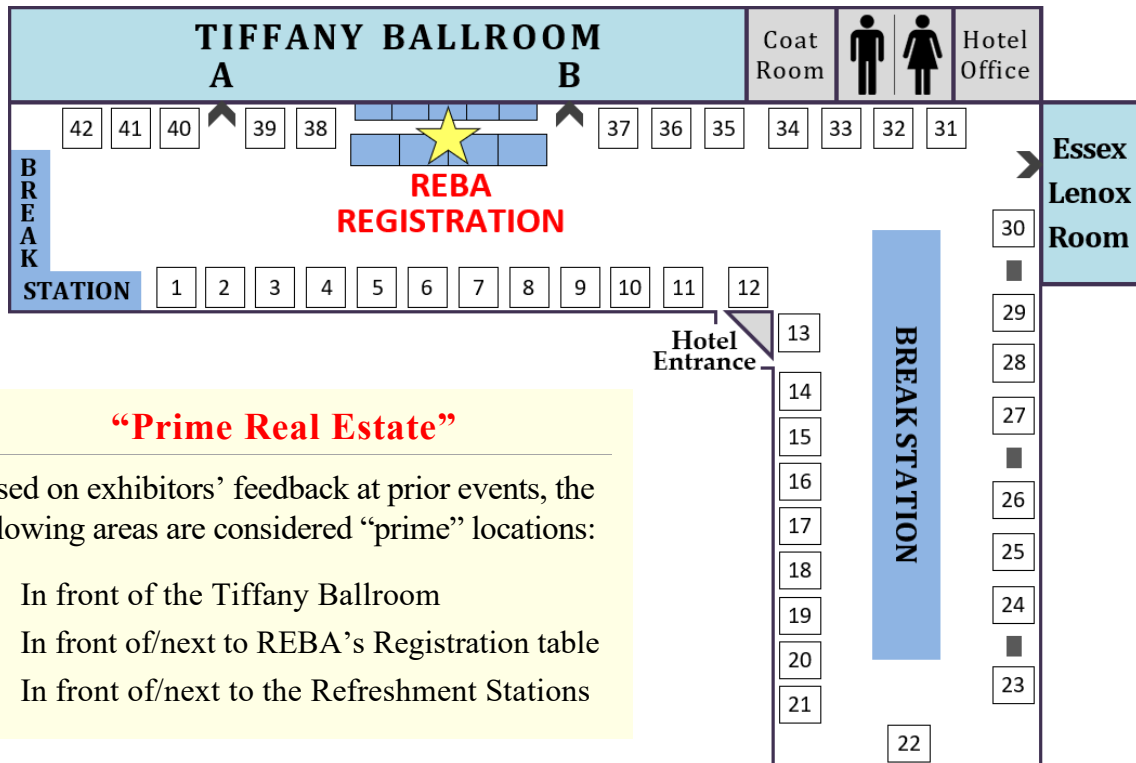 TIFFANY BALLROOM
A
B
Coat
Room
Hotel
Office
42 41 40 39 38 37 36 35 34 33 32 31
Essex
Lenox
Room
BREAK
STATION
REBA
REGISTRATION
30
1 2 3 4 5 6 7 8 9 10 11 12
Hotel
Entrance
13
14
15
16
17
18
19
20
21
22
BREAK STATION
29
28
27
26
25
24
23
“Prime Real Estate”
sed on exhibitors’ feedback at prior events, the
lowing areas are considered “prime” locations:
In front of the Tiffany Ballroom
In front of/next to REBA’s Registration table
In front of/next to the Refreshment Stations